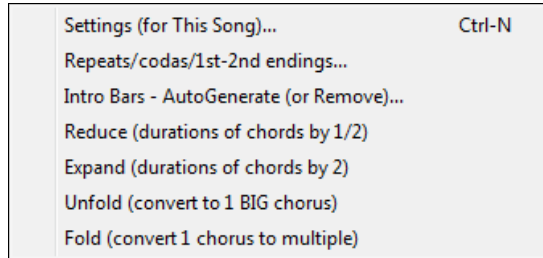 Settings (for This Song)... Ctrl-N
Repeats/codas/1st-2nd endings...
Intro Bars - AutoGenerate (or Remove)...
Reduce (durations of chords by 1/2)
Expand (durations of chords by 2)
Unfold (convert to 1 BIG chorus)
Fold (convert 1 chorus to multiple)